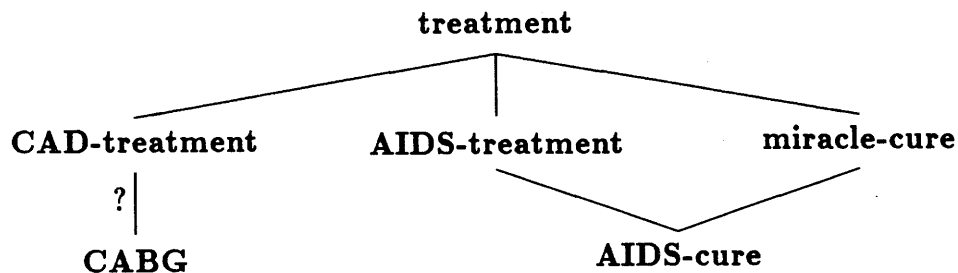 treatment
CAD-treatment AIDS-treatment miracle-cure
?
CABG AIDS-cure